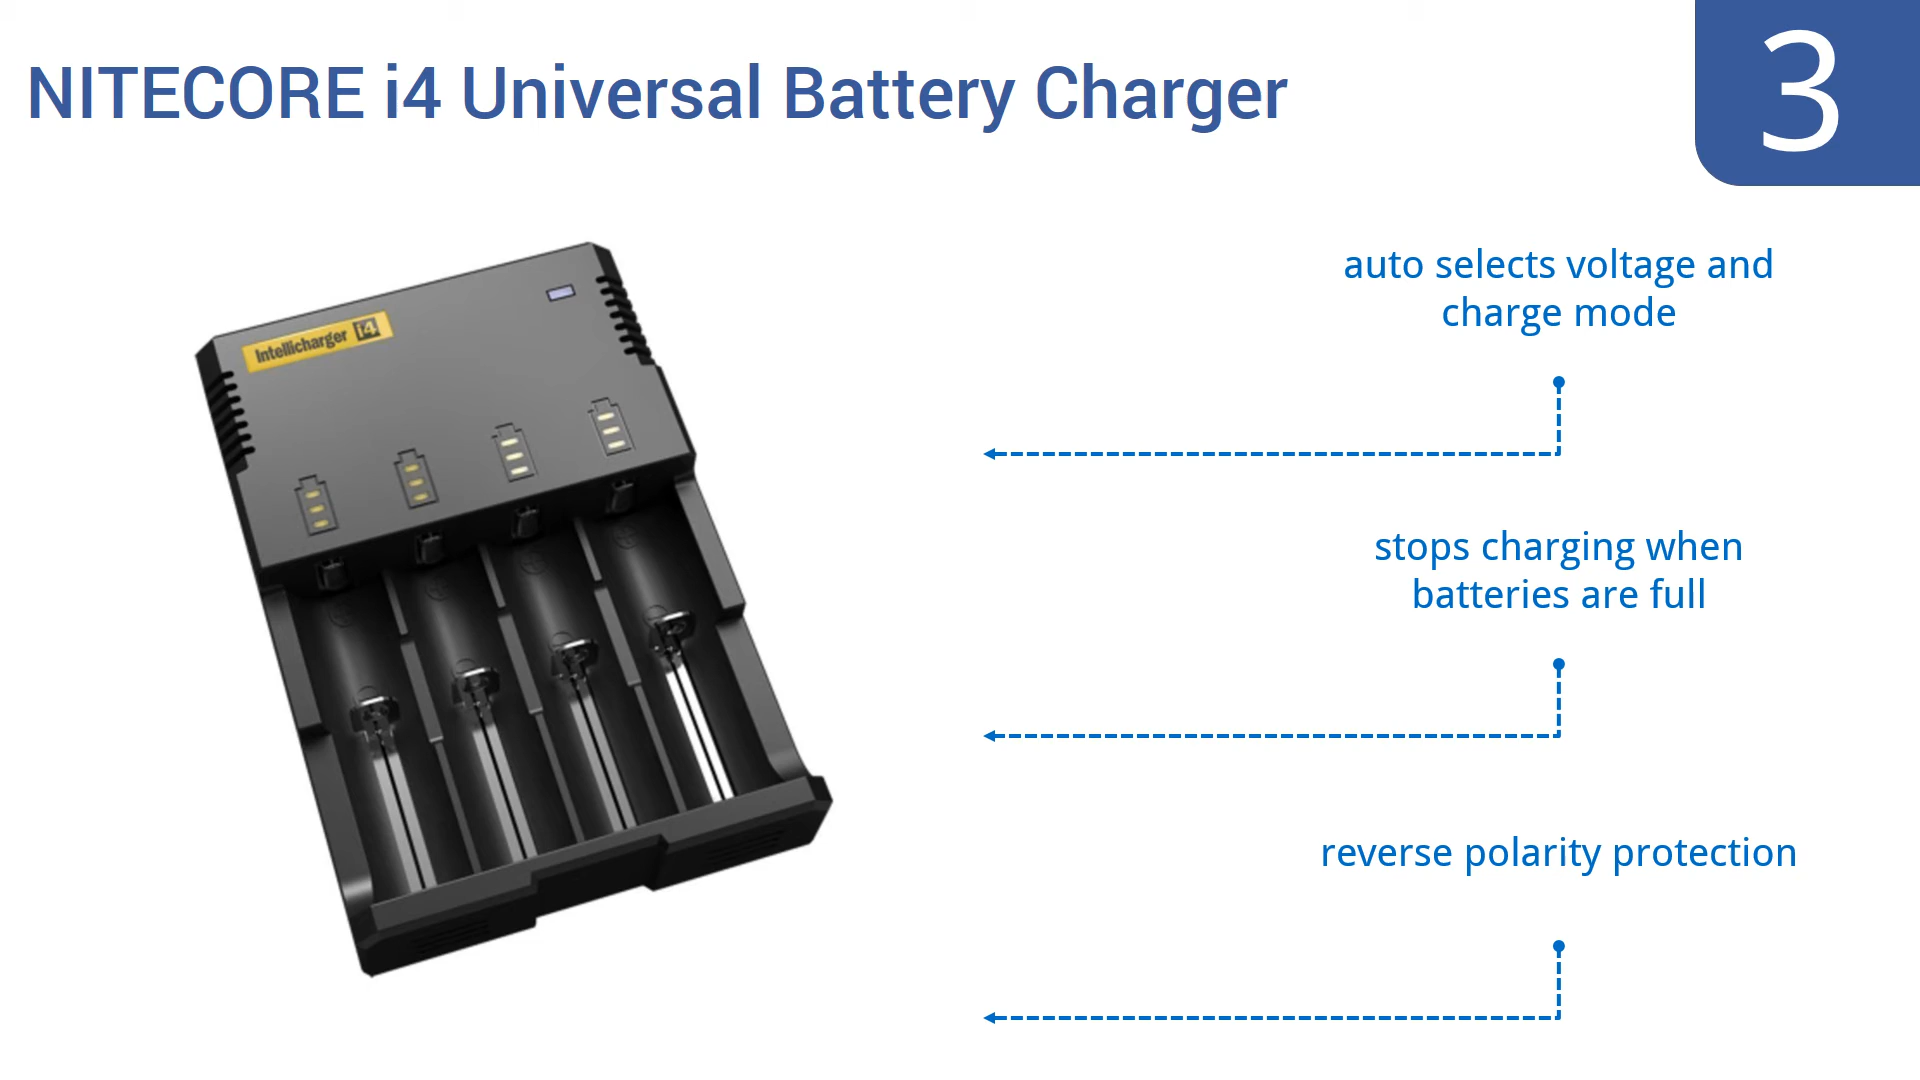 NITECORE i4 Universal Battery Charger
3
Intellicharger i4
auto selects voltage and
charge mode
stops charging when
batteries are full
reverse polarity protection